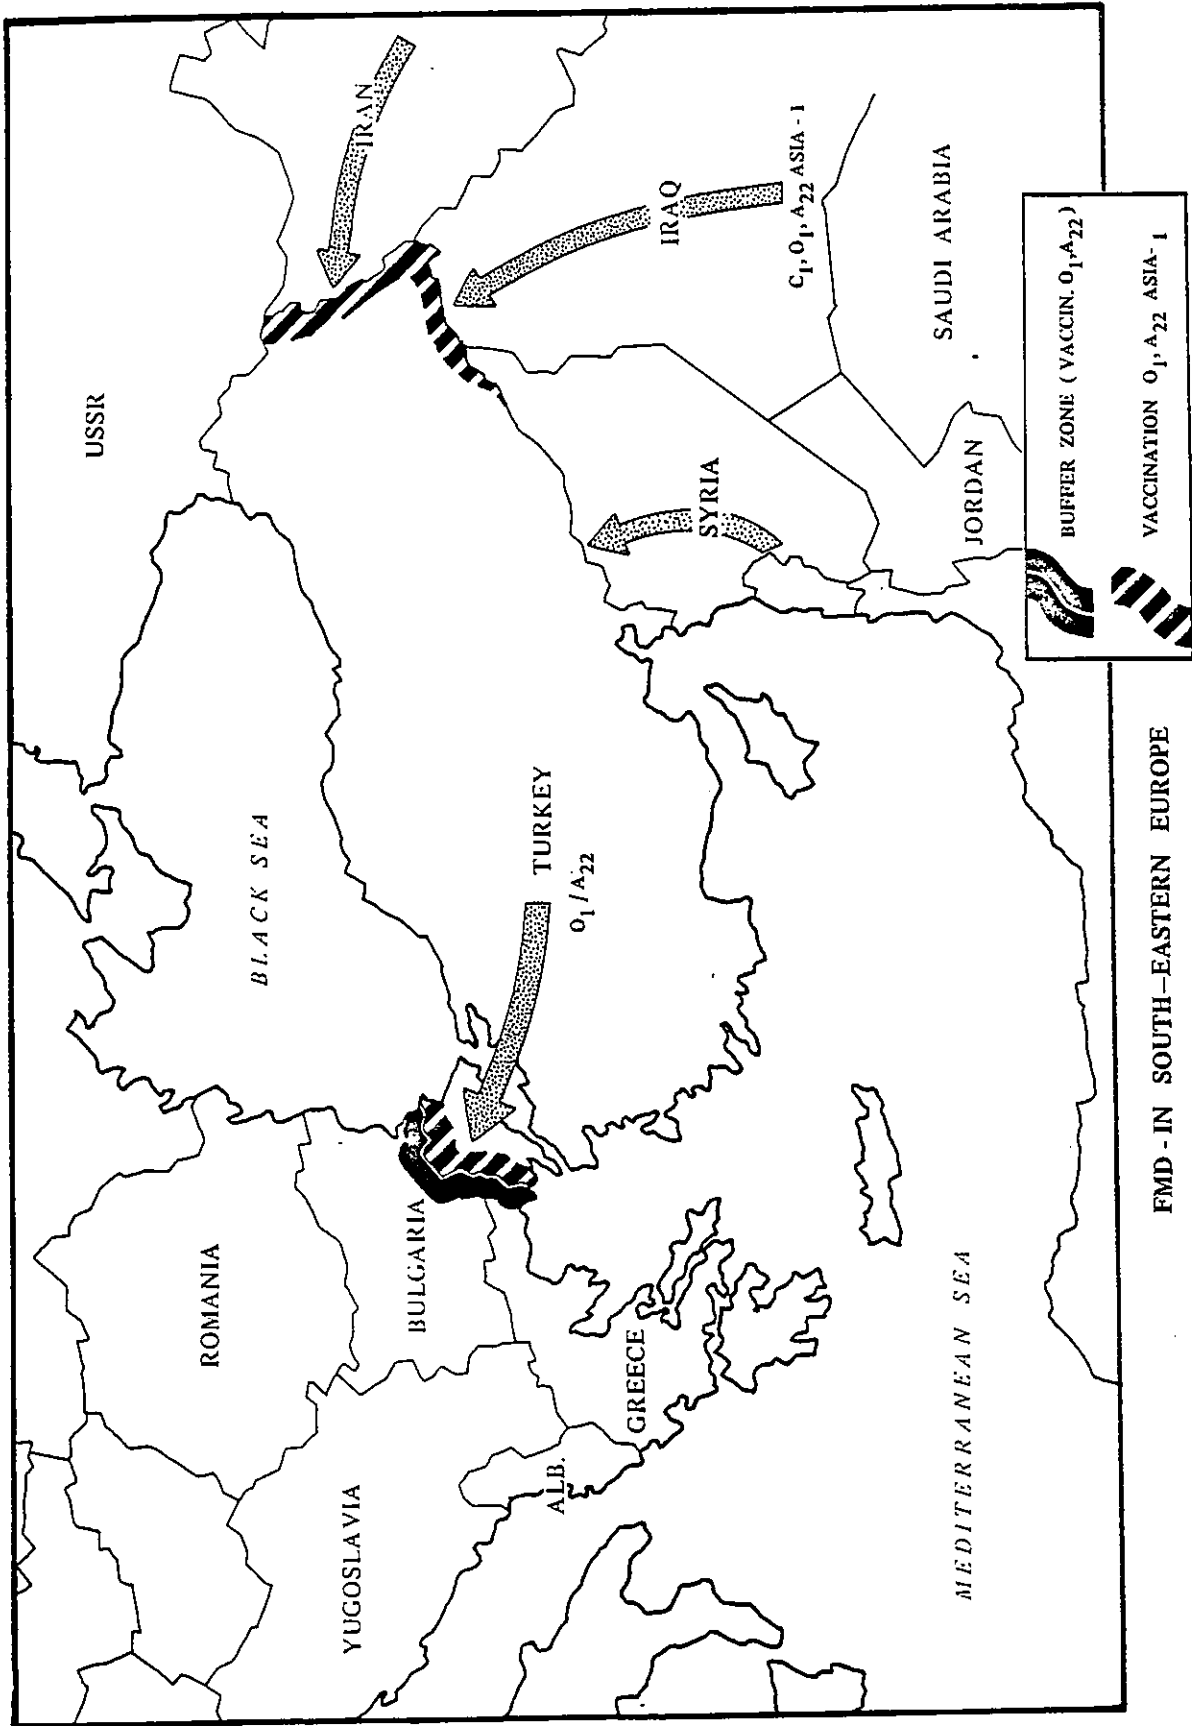 USSR
IRAN
BLACK SEA
ROMANIA
BULGARIA
YUGOSLAVIA
ALB.
GREECE
TURKEY
O₁ / A₂₂
SYRIA
IRAQ
C₁, O₁, A₂₂ ASIA - 1
SAUDI ARABIA
JORDAN
MEDITERRANEAN SEA
BUFFER ZONE ( VACCIN. O₁,A₂₂)
VACCINATION O₁, A₂₂ ASIA- 1
FMD - IN SOUTH-EASTERN EUROPE